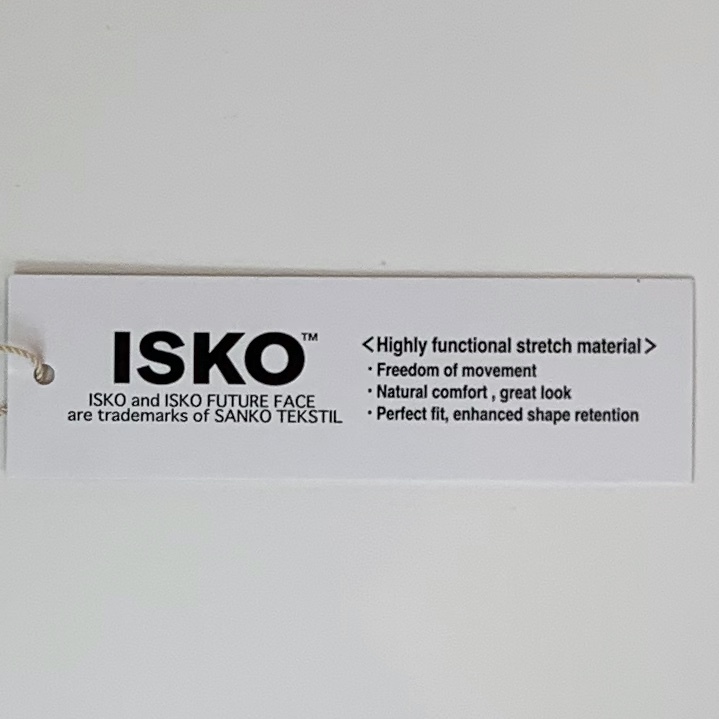 ISKO™
ISKO and ISKO FUTURE FACE
are trademarks of SANKO TEKSTIL
<Highly functional stretch material>
・Freedom of movement
・Natural comfort , great look
・Perfect fit, enhanced shape retention